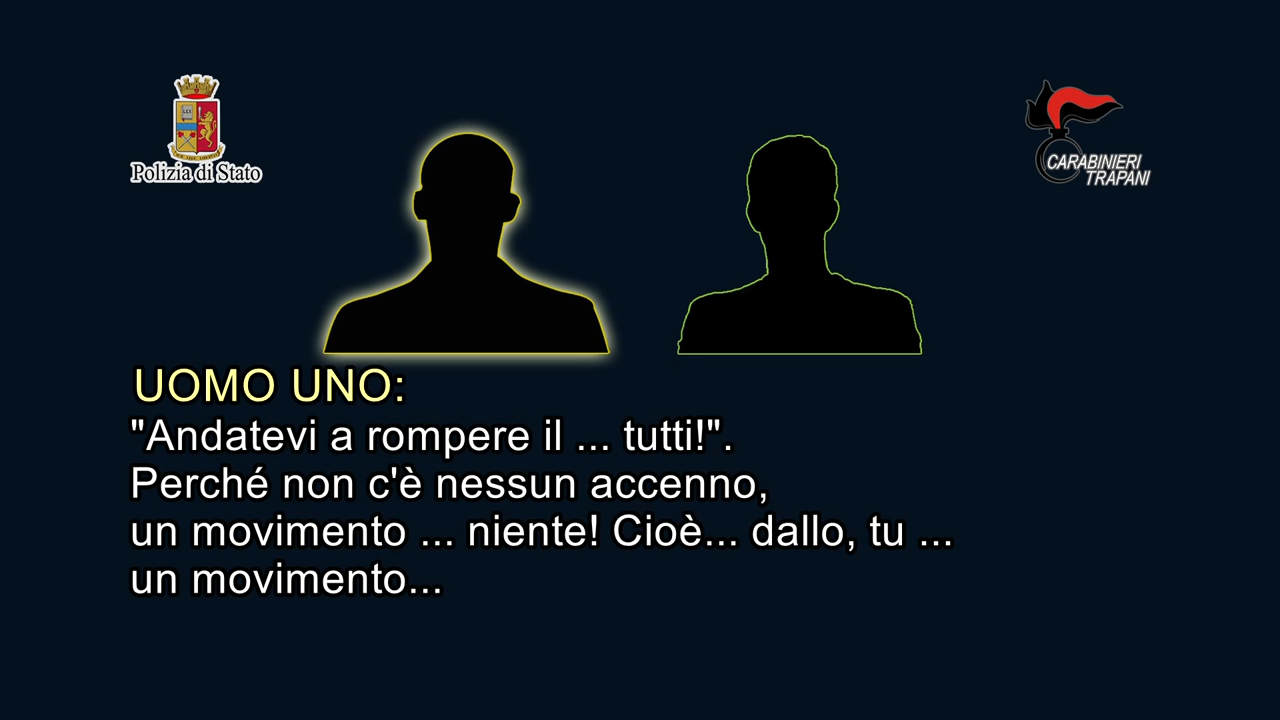 Polizia di Stato
CARABINIERI
TRAPANI
UOMO UNO:
"Andatevi a rompere il ... tutti!".
Perché non c'è nessun accenno,
un movimento ... niente! Cioè... dallo, tu ...
un movimento...